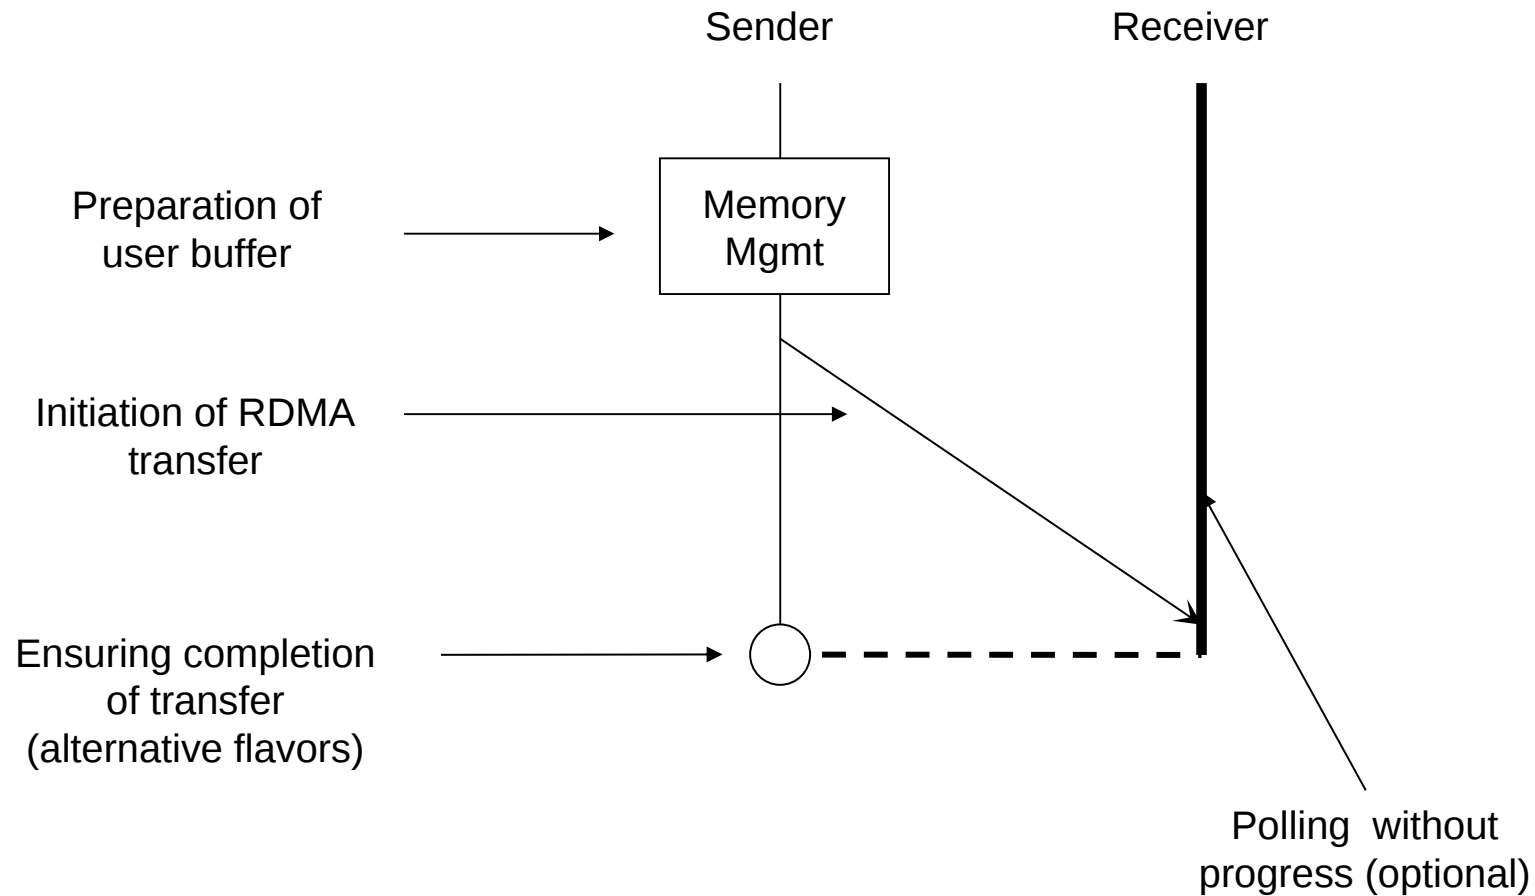 Sender
Receiver
Preparation of
user buffer
Memory
Mgmt
Initiation of RDMA
transfer
Ensuring completion
of transfer
(alternative flavors)
Polling  without
progress (optional)